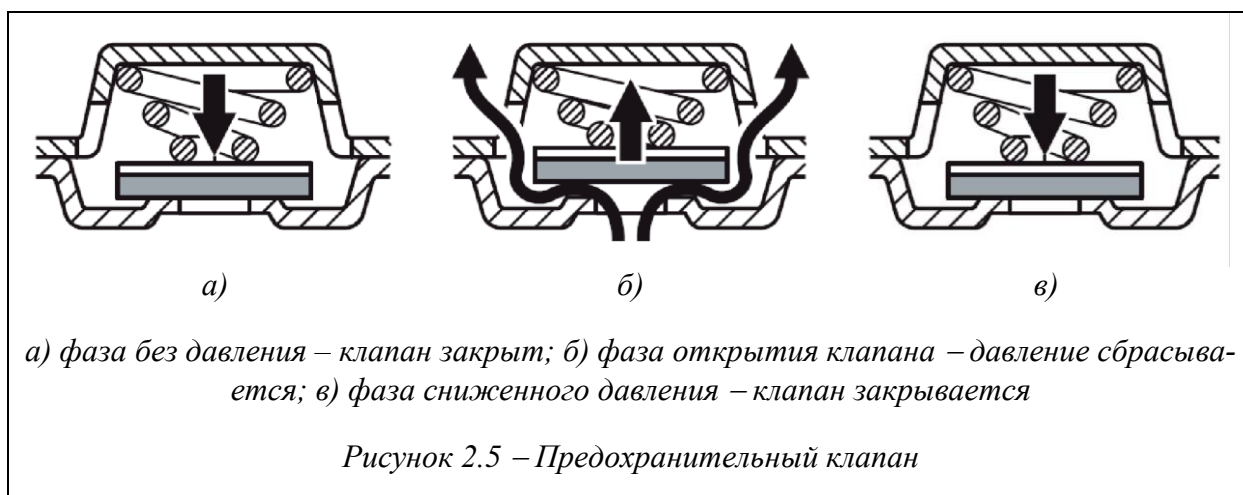 а)
б)
в)
а) фаза без давления – клапан закрыт; б) фаза открытия клапана – давление сбрасыва-
ется; в) фаза сниженного давления – клапан закрывается
Рисунок 2.5 – Предохранительный клапан